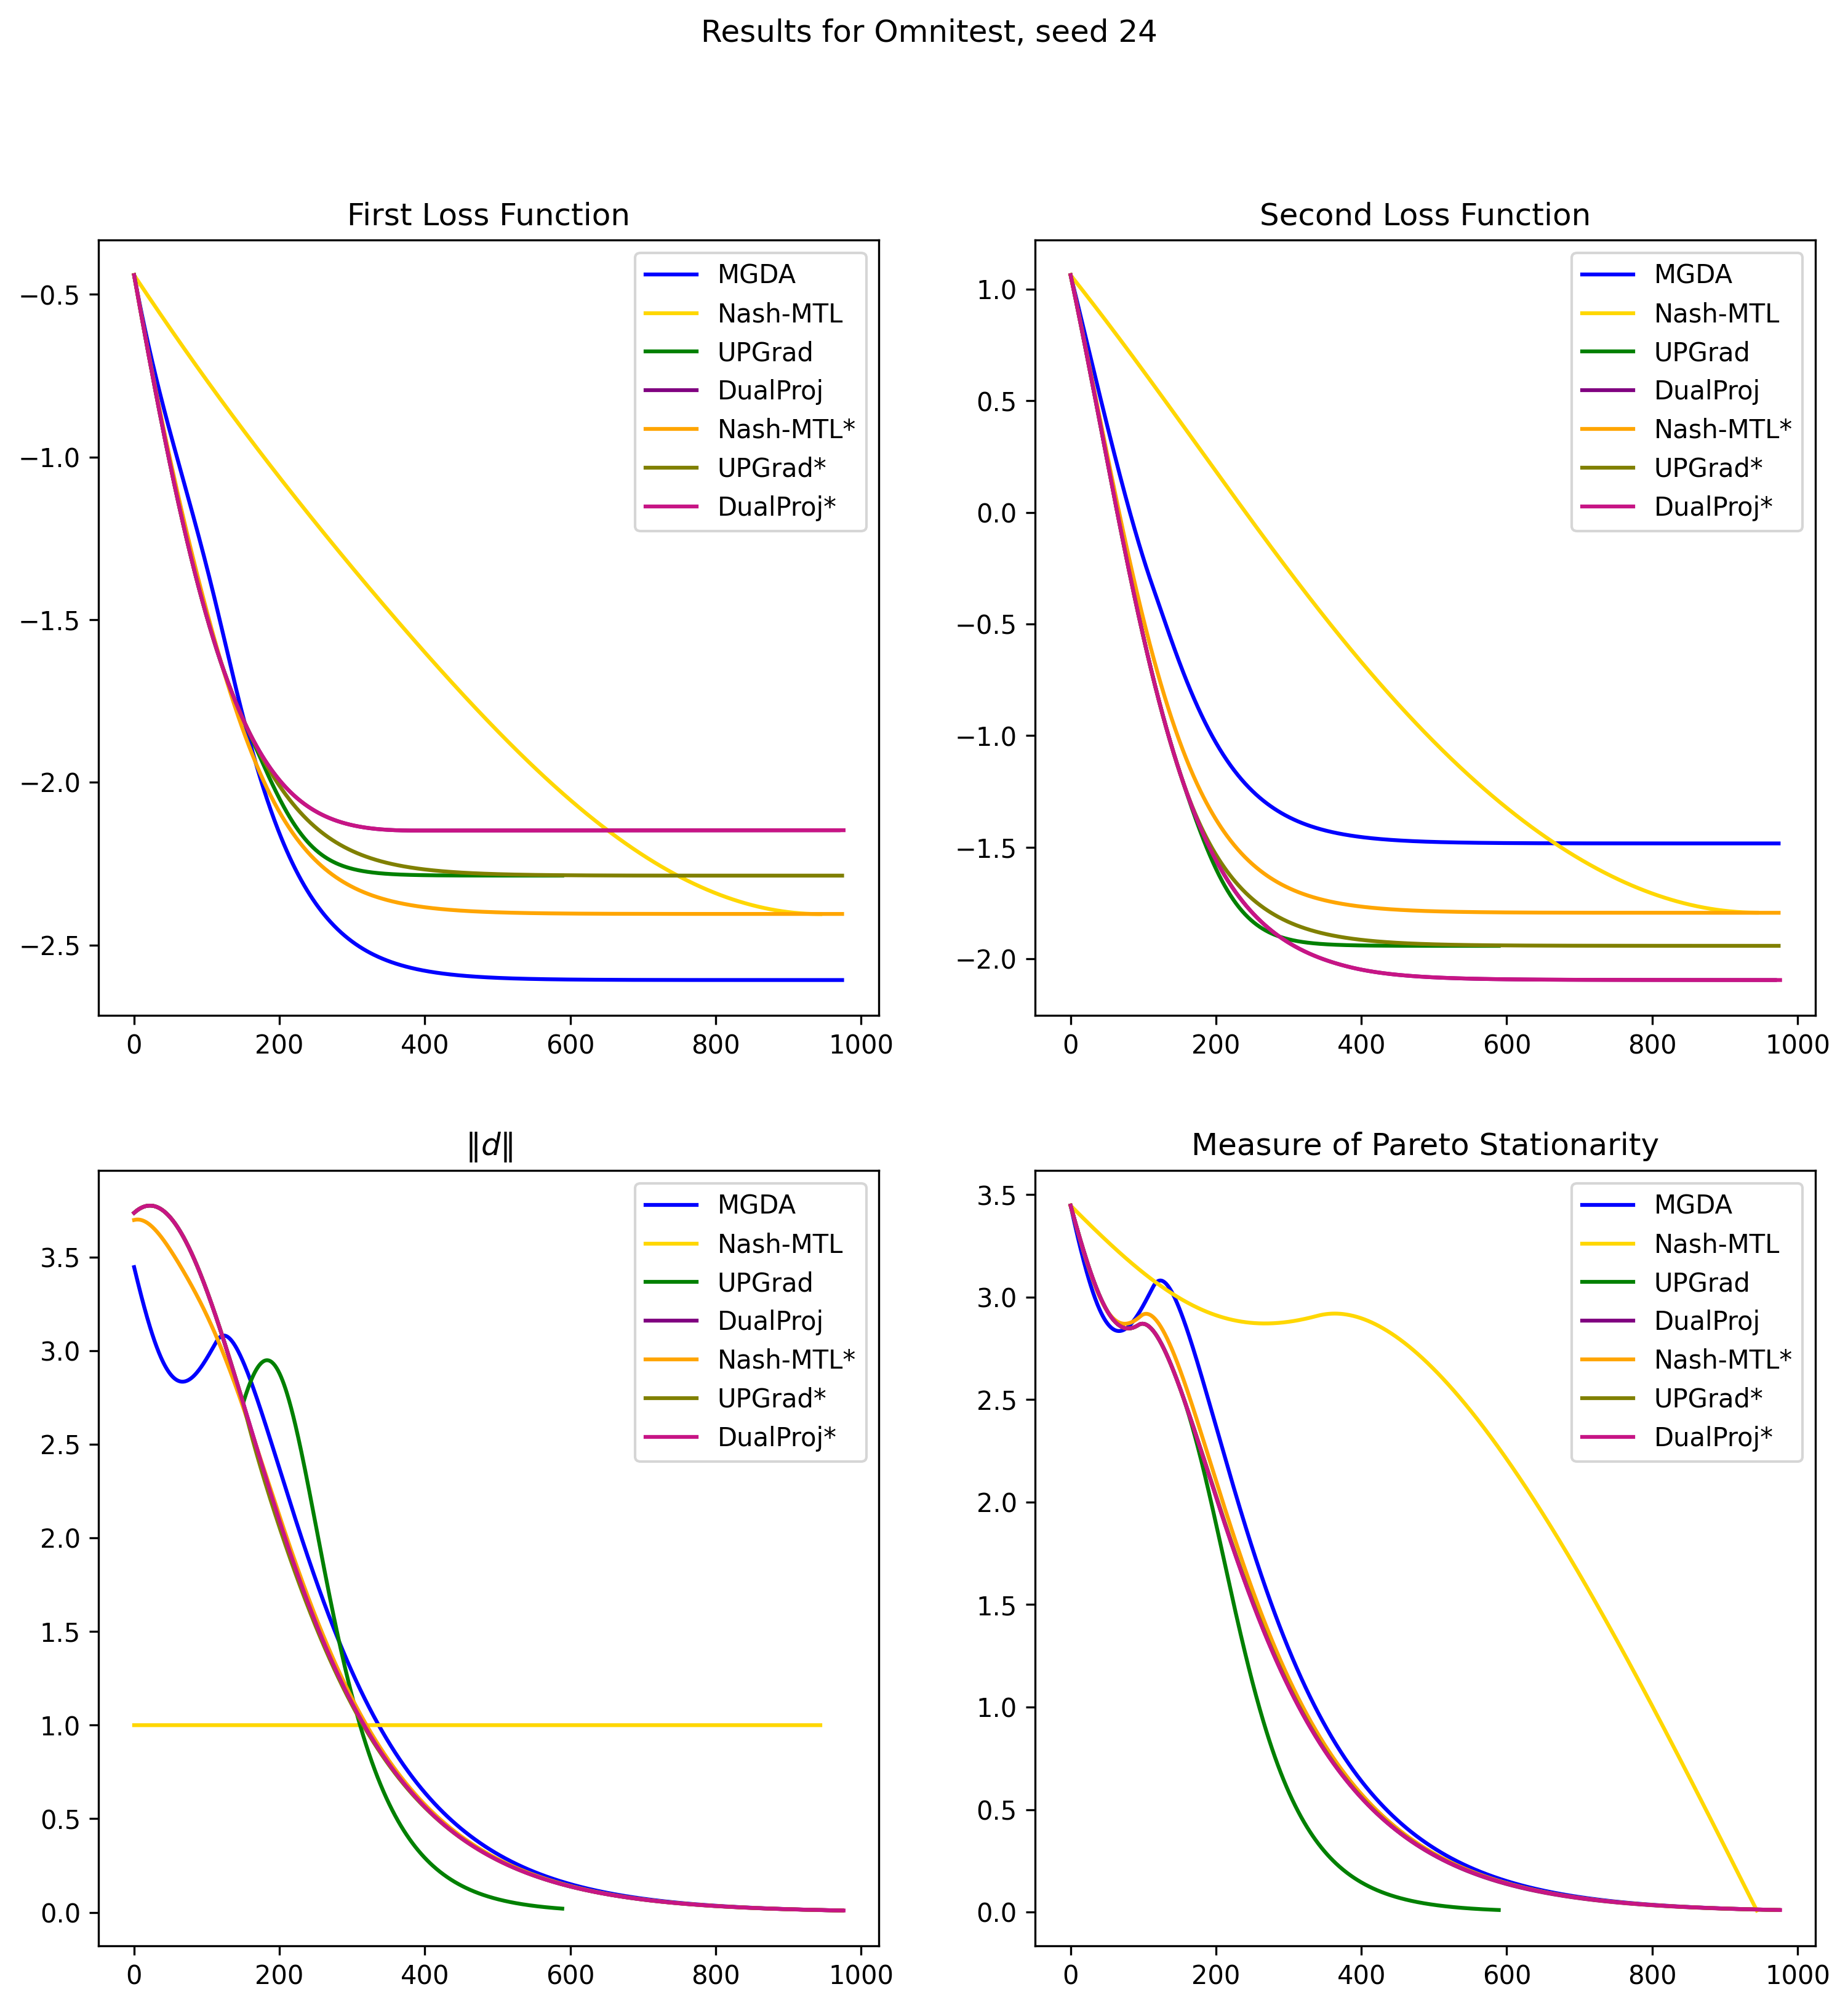 Results for Omnitest, seed 24
First Loss Function
−0.5
−1.0
−1.5
−2.0
−2.5
0 200 400 600 800 1000
MGDA
Nash-MTL
UPGrad
DualProj
Nash-MTL*
UPGrad*
DualProj*
Second Loss Function
1.0
0.5
0.0
−0.5
−1.0
−1.5
−2.0
0 200 400 600 800 1000
MGDA
Nash-MTL
UPGrad
DualProj
Nash-MTL*
UPGrad*
DualProj*
‖d‖
3.5
3.0
2.5
2.0
1.5
1.0
0.5
0.0
0 200 400 600 800 1000
MGDA
Nash-MTL
UPGrad
DualProj
Nash-MTL*
UPGrad*
DualProj*
Measure of Pareto Stationarity
3.5
3.0
2.5
2.0
1.5
1.0
0.5
0.0
0 200 400 600 800 1000
MGDA
Nash-MTL
UPGrad
DualProj
Nash-MTL*
UPGrad*
DualProj*